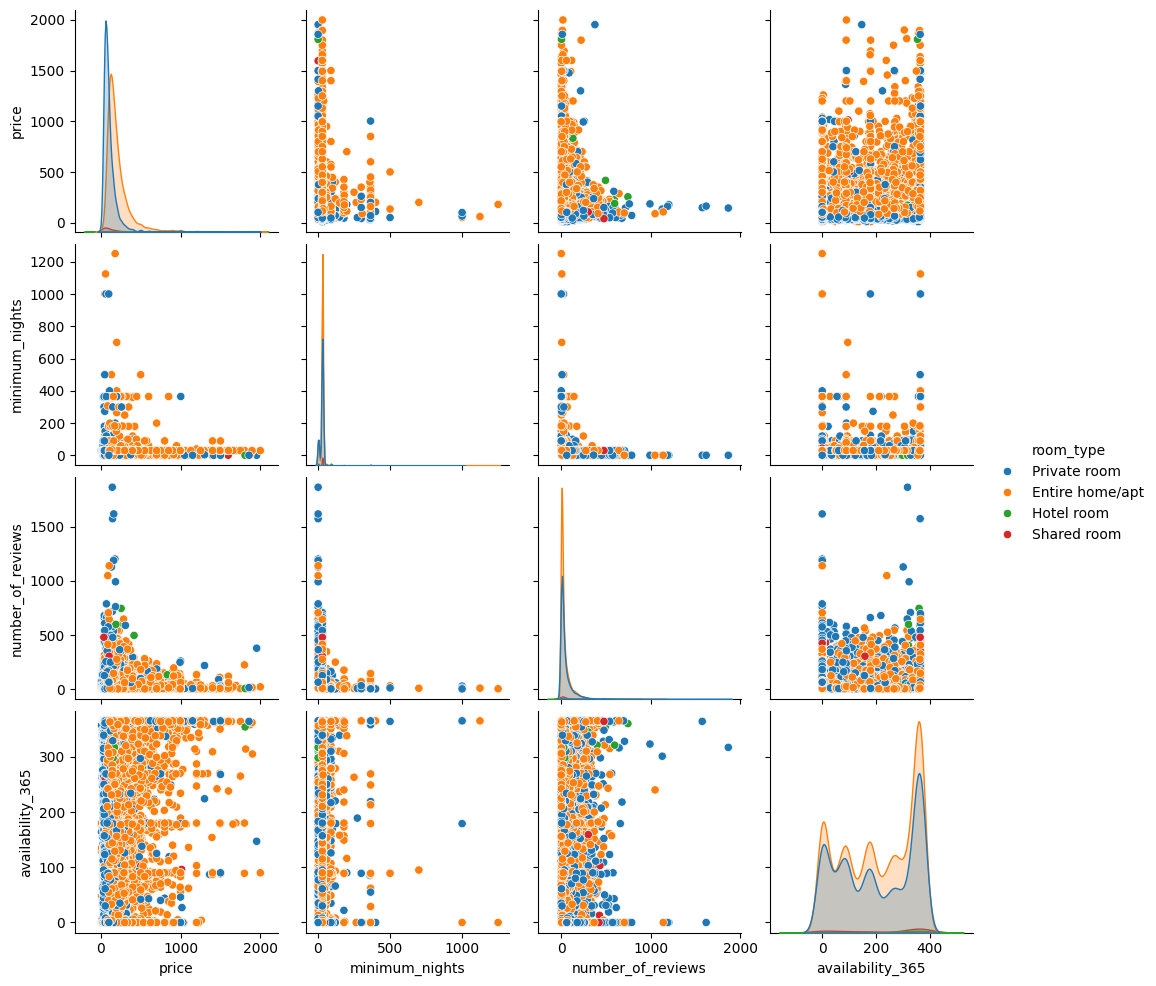 2000
1500
1000
500
0
price
1200
1000
800
600
400
200
0
minimum_nights
room_type
Private room
Entire home/apt
Hotel room
Shared room
1500
1000
500
0
number_of_reviews
300
200
100
0
availability_365
0 1000 2000
0 500 1000
0 1000 2000
0 200 400
price
minimum_nights
number_of_reviews
availability_365